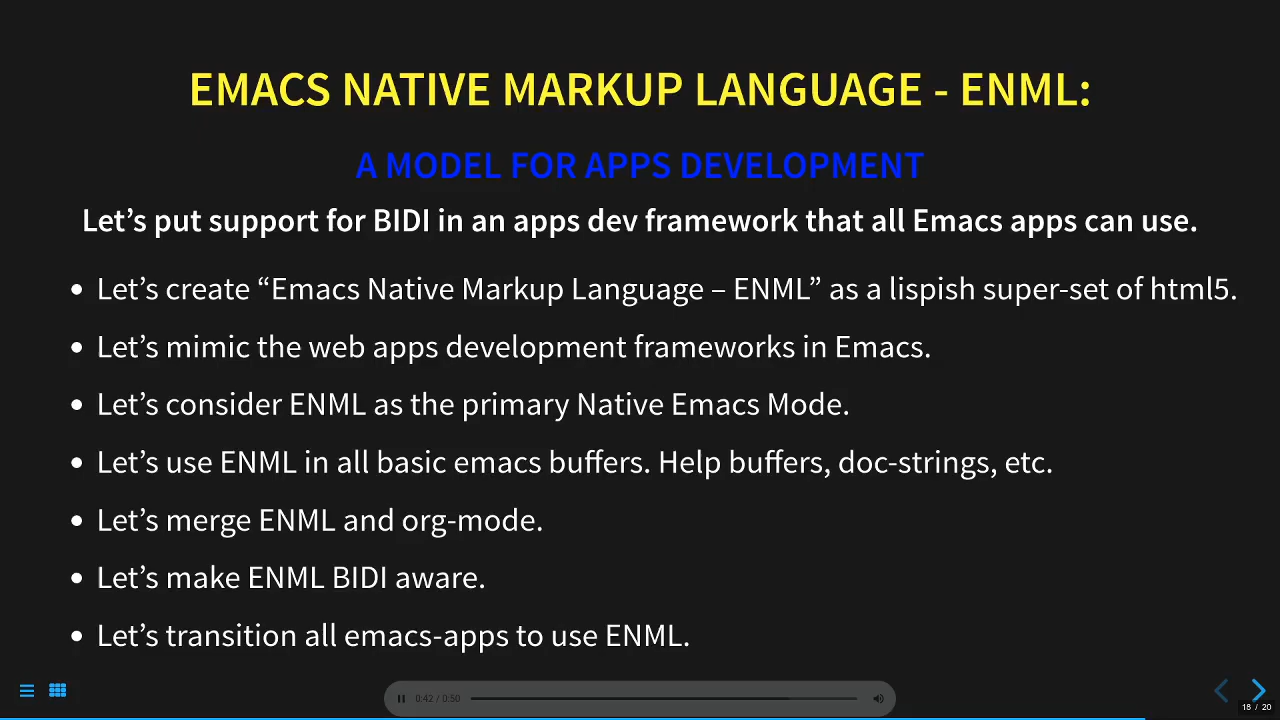 EMACS NATIVE MARKUP LANGUAGE - ENML:
A MODEL FOR APPS DEVELOPMENT
Let’s put support for BIDI in an apps dev framework that all Emacs apps can use.
• Let’s create “Emacs Native Markup Language – ENML” as a lispish super-set of html5.
• Let’s mimic the web apps development frameworks in Emacs.
• Let’s consider ENML as the primary Native Emacs Mode.
• Let’s use ENML in all basic emacs buffers. Help buffers, doc-strings, etc.
• Let’s merge ENML and org-mode.
• Let’s make ENML BIDI aware.
• Let’s transition all emacs-apps to use ENML.
0:42 / 0:50
18 / 20